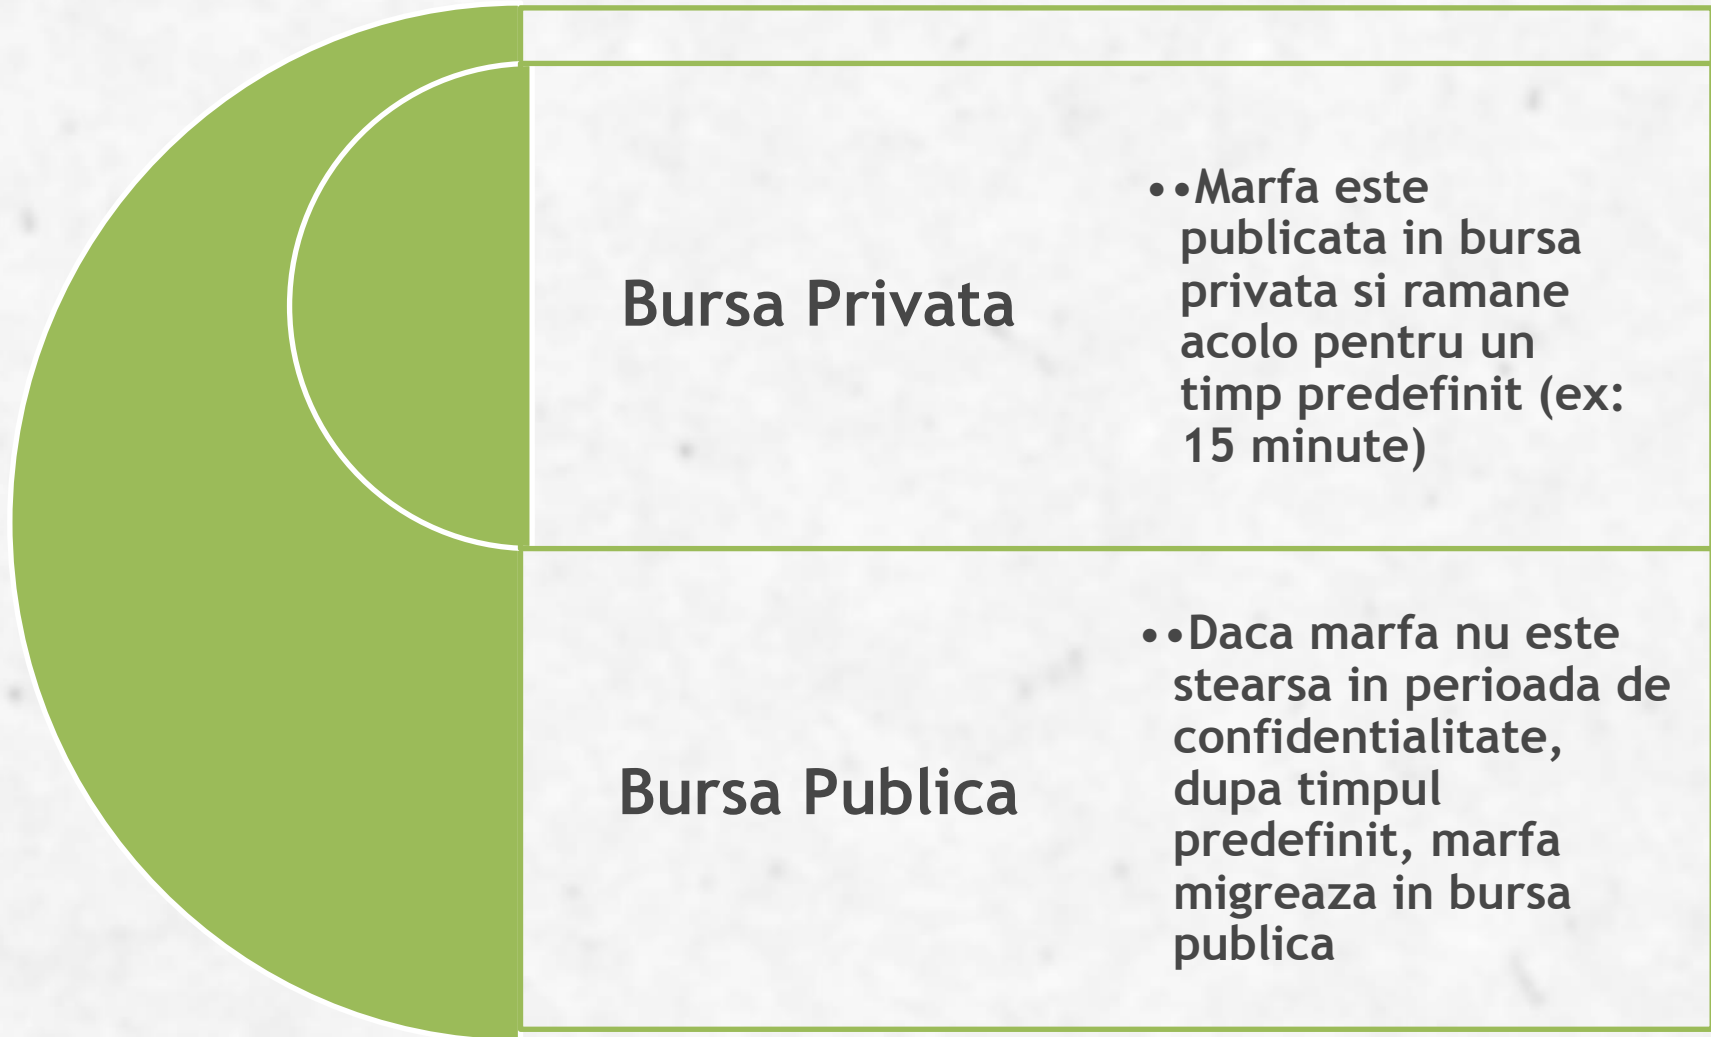 Bursa Privata
••Marfa este
publicata in bursa
privata si ramane
acolo pentru un
timp predefinit (ex:
15 minute)
Bursa Publica
••Daca marfa nu este
stearsa in perioada de
confidentialitate,
dupa timpul
predefinit, marfa
migreaza in bursa
publica